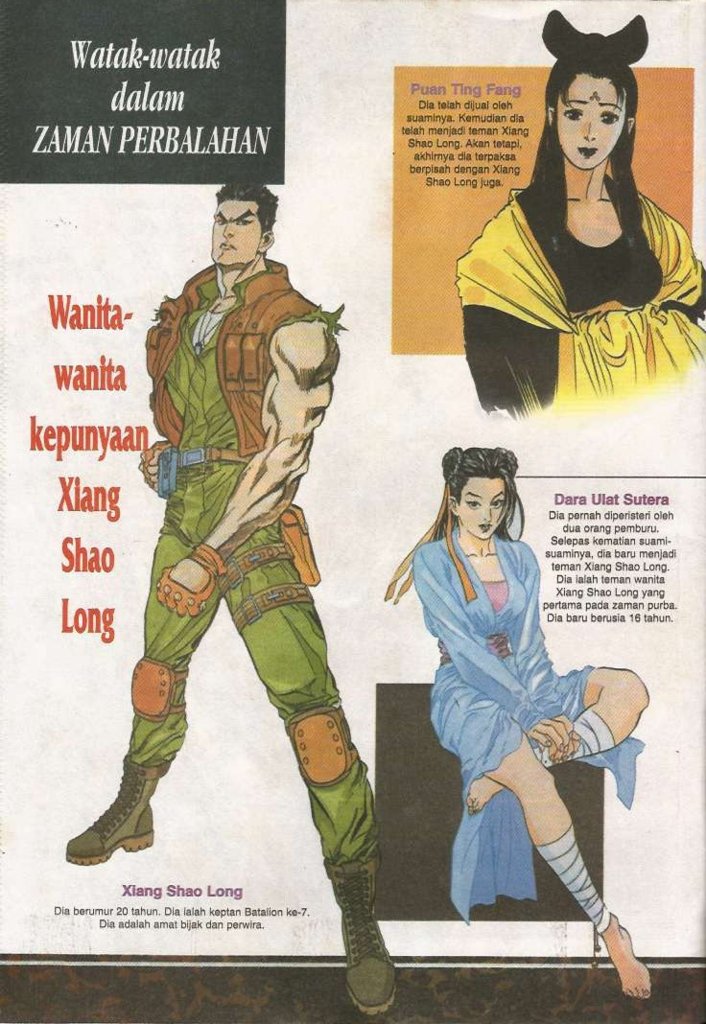 Watak-watak
dalam
ZAMAN PERBALAHAN
Puan Ting Fang
Dia telah dijual oleh
suaminya. Kemudian dia
telah menjadi teman Xiang
Shao Long. Akan tetapi,
akhirnya dia terpaksa
berpisah dengan Xiang
Shao Long juga.
Wanita-
wanita
kepunyaan
Xiang
Shao
Long
Dara Ulat Sutera
Dia pernah diperisteri oleh
dua orang pemburu.
Selepas kematian suami-
suaminya, dia baru menjadi
teman Xiang Shao Long.
Dia ialah teman wanita
Xiang Shao Long yang
pertama pada zaman purba.
Dia baru berusia 16 tahun.
Xiang Shao Long
Dia berumur 20 tahun. Dia ialah keptan Batalion ke-7.
Dia adalah amat bijak dan perwira.